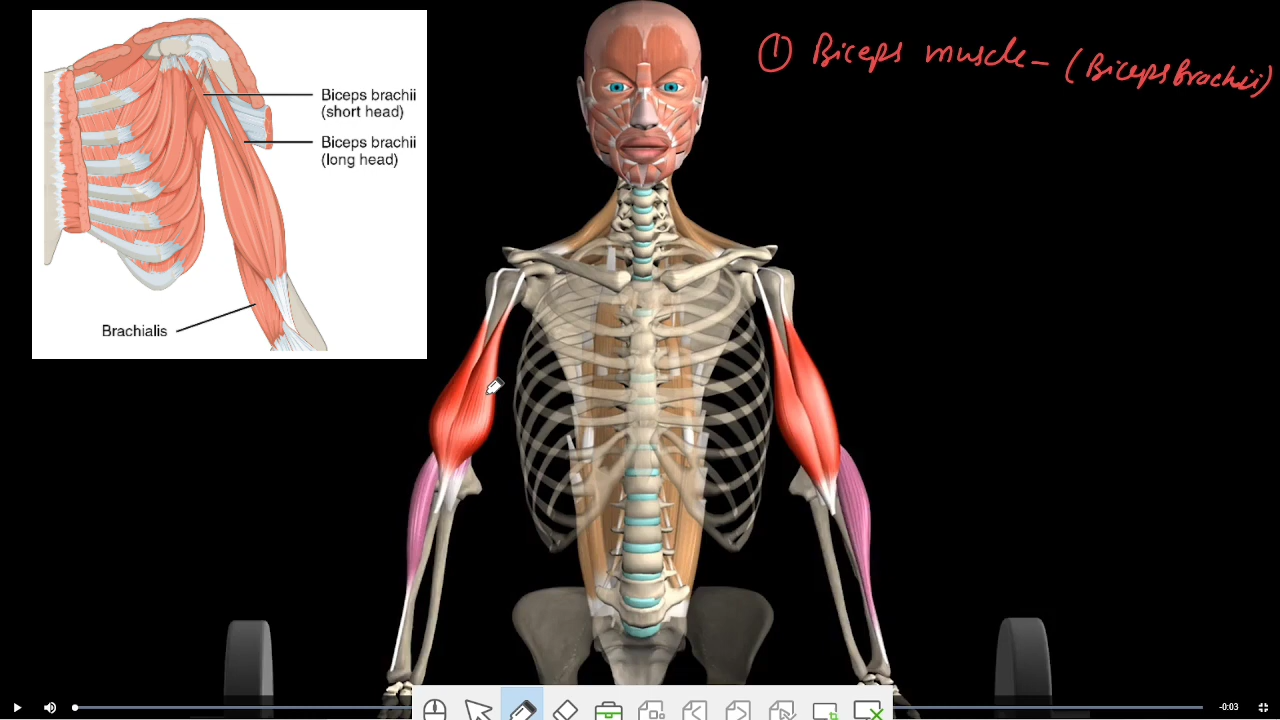 ① Biceps muscle - (Biceps Brachii)
Biceps brachii
(short head)
Biceps brachii
(long head)
Brachialis
-0:03